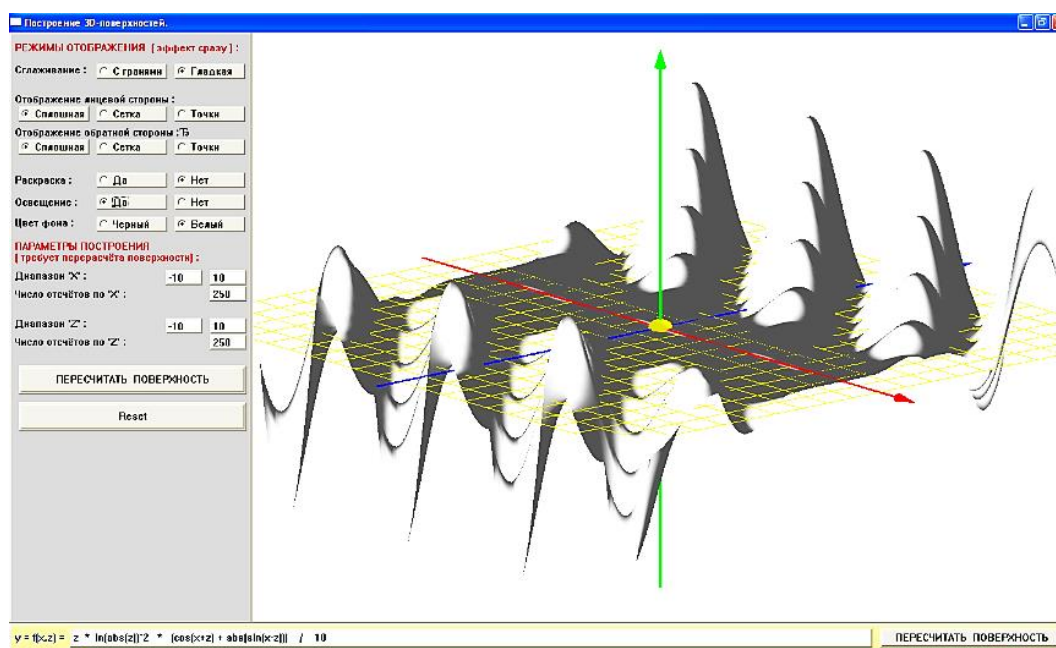 Построение 3D-поверхностей.
РЕЖИМЫ ОТОБРАЖЕНИЯ ( эффект сразу ) :
Сглаживание : С гранями Гладкая
Отображение лицевой стороны :
Сплошная Сетка Точки
Отображение обратной стороны :Ъ
Сплошная Сетка Точки
Раскраска : Да Нет
Освещение : Да Нет
Цвет фона : Черный Белый
ПАРАМЕТРЫ ПОСТРОЕНИЯ
( требует перерасчёта поверхности) :
Диапазон 'X' : -10 10
Число отсчётов по 'X' : 250
Диапазон 'Z' : -10 10
Число отсчётов по 'Z' : 250
ПЕРЕСЧИТАТЬ ПОВЕРХНОСТЬ
Reset
y = f(x,z) = z * ln(abs(z))^2 * (cos(x+z) + abs(sin(x-z))) / 10 ПЕРЕСЧИТАТЬ ПОВЕРХНОСТЬ